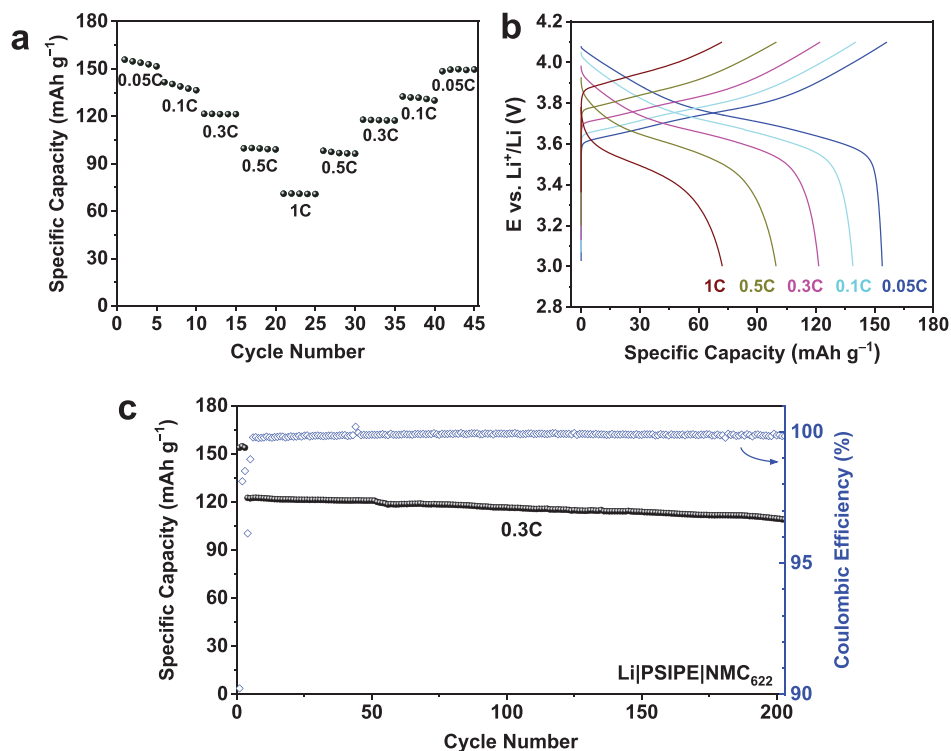 a
Specific Capacity (mAh g⁻¹)
180
150
120
90
60
30
0
0.05C
0.1C
0.3C
0.5C
1C
0.5C
0.3C
0.1C
0.05C
0 5 10 15 20 25 30 35 40 45
Cycle Number
b
E vs. Li⁺/Li (V)
4.2
4.0
3.8
3.6
3.4
3.2
3.0
2.8
1C 0.5C 0.3C 0.1C 0.05C
0 30 60 90 120 150 180
Specific Capacity (mAh g⁻¹)
c
Specific Capacity (mAh g⁻¹)
180
150
120
90
60
30
0
0.3C
Li|PSIPE|NMC₆₂₂
100
95
90
Coulombic Efficiency (%)
0 50 100 150 200
Cycle Number